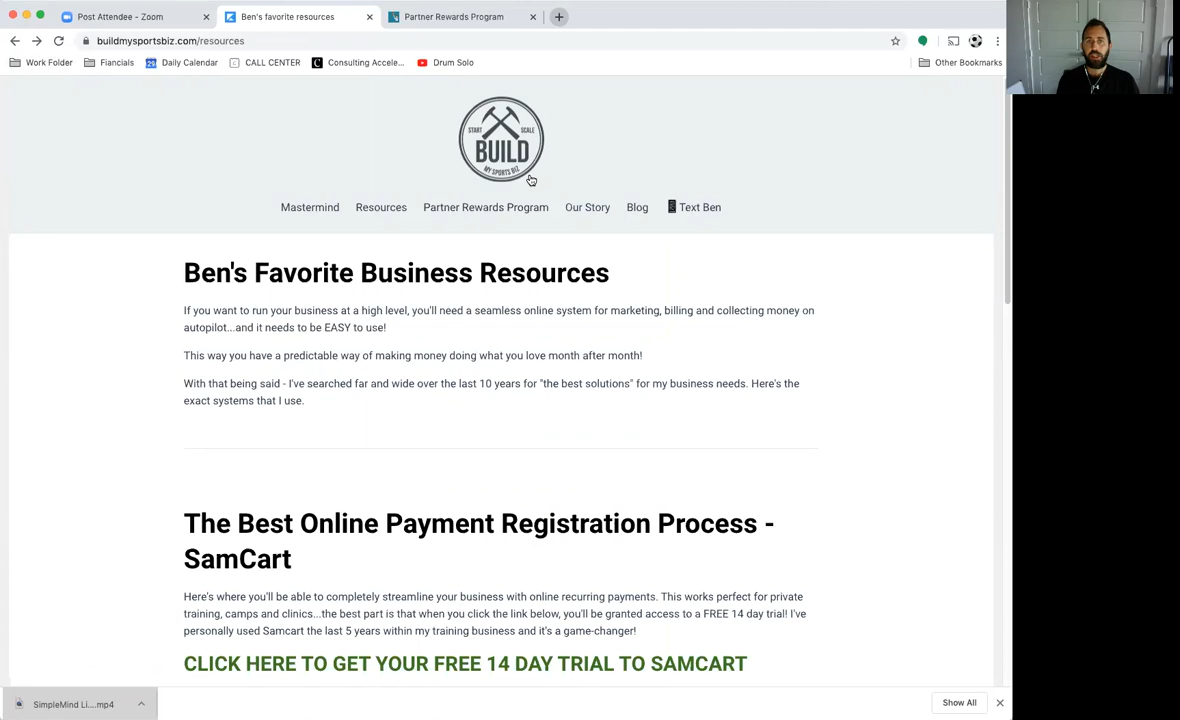 Post Attendee - Zoom
Ben's favorite resources
Partner Rewards Program
buildmysportsbiz.com/resources
Work Folder
Fiancials
Daily Calendar
CALL CENTER
Consulting Accele...
Drum Solo
Other Bookmarks
START SCALE
BUILD
MY SPORTS BIZ
Mastermind
Resources
Partner Rewards Program
Our Story
Blog
Text Ben
Ben's Favorite Business Resources
If you want to run your business at a high level, you'll need a seamless online system for marketing, billing and collecting money on
autopilot...and it needs to be EASY to use!
This way you have a predictable way of making money doing what you love month after month!
With that being said - I've searched far and wide over the last 10 years for "the best solutions" for my business needs. Here's the
exact systems that I use.
The Best Online Payment Registration Process -
SamCart
Here's where you'll be able to completely streamline your business with online recurring payments. This works perfect for private
training, camps and clinics...the best part is that when you click the link below, you'll be granted access to a FREE 14 day trial! I've
personally used Samcart the last 5 years within my training business and it's a game-changer!
CLICK HERE TO GET YOUR FREE 14 DAY TRIAL TO SAMCART
SimpleMind Li....mp4
Show All